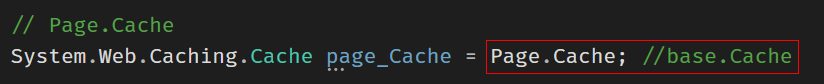 // Page.Cache
System.Web.Caching.Cache page_Cache = Page.Cache; //base.Cache